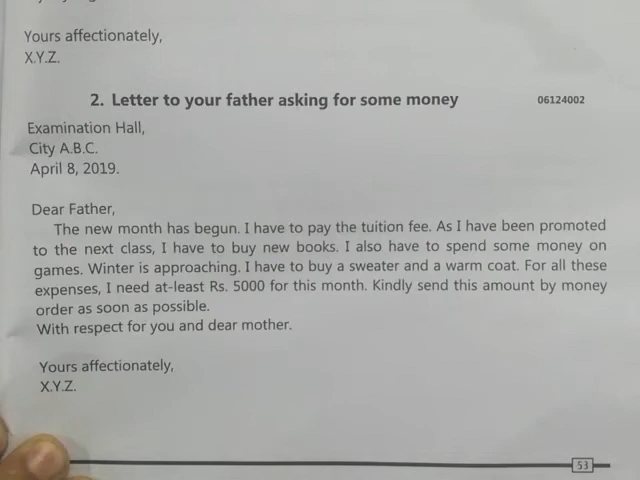 Yours affectionately,
X.Y.Z.
2. Letter to your father asking for some money 06124002
Examination Hall,
City A.B.C.
April 8, 2019.
Dear Father,
The new month has begun. I have to pay the tuition fee. As I have been promoted
to the next class, I have to buy new books. I also have to spend some money on
games. Winter is approaching. I have to buy a sweater and a warm coat. For all these
expenses, I need at-least Rs. 5000 for this month. Kindly send this amount by money
order as soon as possible.
With respect for you and dear mother.
Yours affectionately,
X.Y.Z.
53